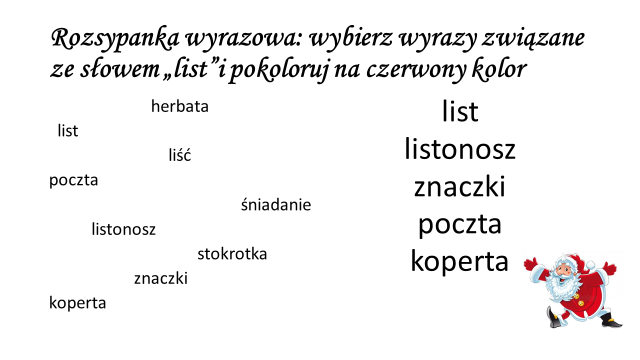 Rozsypanka wyrazowa: wybierz wyrazy związane
ze słowem „list”i pokoloruj na czerwony kolor
herbata
list
liść
poczta
śniadanie
listonosz
stokrotka
znaczki
koperta
list
listonosz
znaczki
poczta
koperta